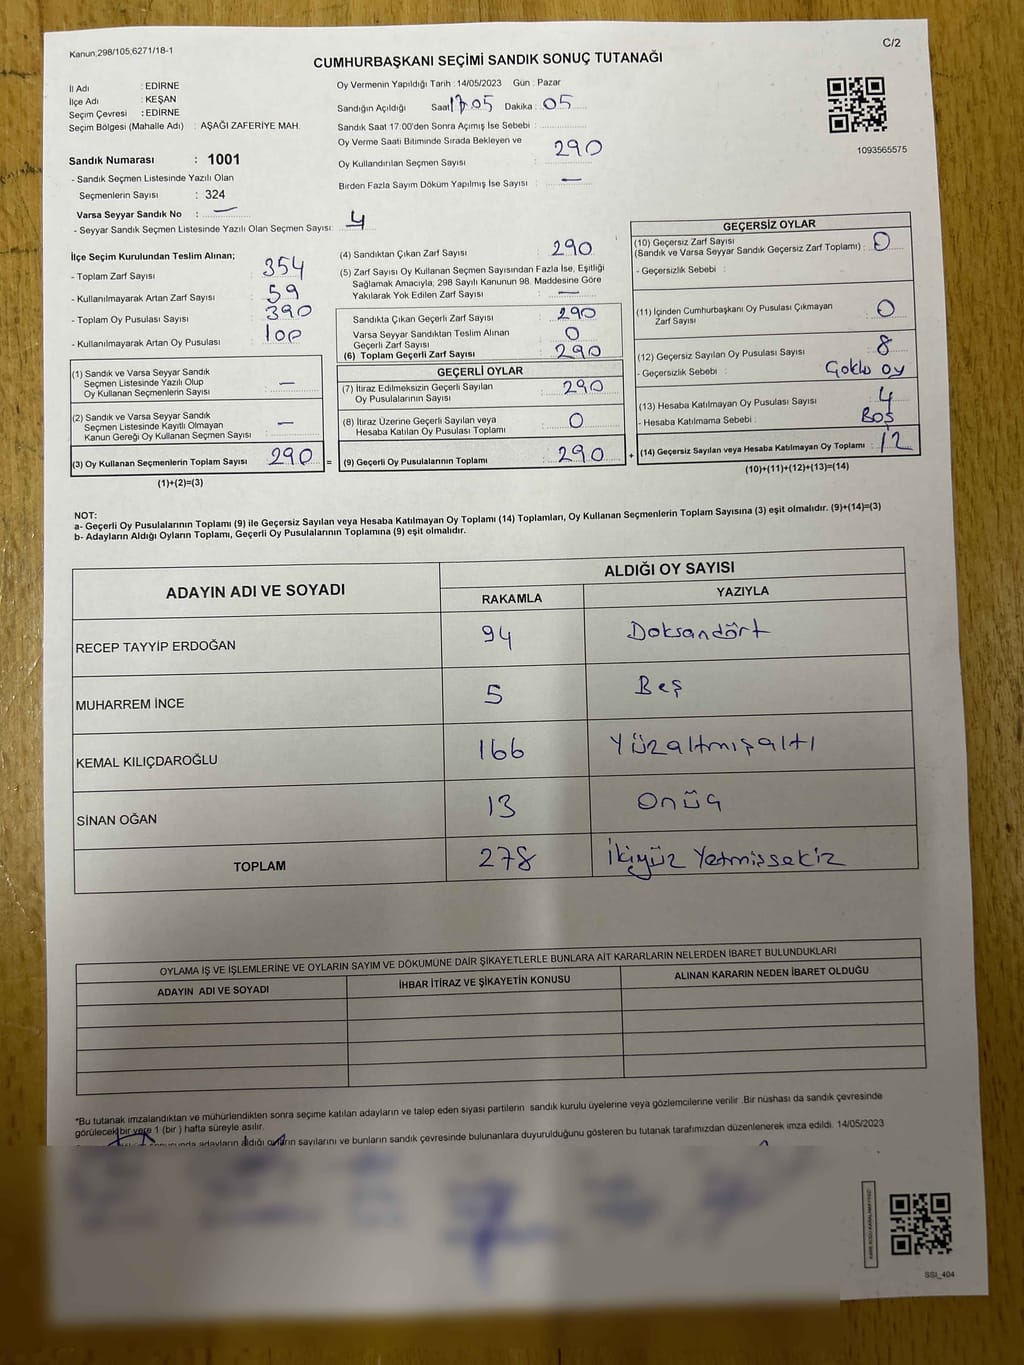 Kanun;298/105;6271/18-1
C/2
CUMHURBAŞKANI SEÇİMİ SANDIK SONUÇ TUTANAĞI
İl Adı : EDİRNE
İlçe Adı : KEŞAN
Seçim Çevresi : EDİRNE
Seçim Bölgesi (Mahalle Adı) : AŞAĞI ZAFERİYE MAH.
Oy Vermenin Yapıldığı Tarih : 14/05/2023 Gün : Pazar
Sandığın Açıldığı Saat 17 05 Dakika : 05
Sandık Saat 17:00'den Sonra Açımış İse Sebebi :
Oy Verme Saati Bitiminde Sırada Bekleyen ve
Oy Kullandırılan Seçmen Sayısı : 290
Birden Fazla Sayım Döküm Yapılmış İse Sayısı : —
1093565575
Sandık Numarası : 1001
- Sandık Seçmen Listesinde Yazılı Olan
Seçmenlerin Sayısı : 324
Varsa Seyyar Sandık No : —
- Seyyar Sandık Seçmen Listesinde Yazılı Olan Seçmen Sayısı: 4
İlçe Seçim Kurulundan Teslim Alınan;
- Toplam Zarf Sayısı : 354
- Kullanılmayarak Artan Zarf Sayısı : 59
- Toplam Oy Pusulası Sayısı : 390
- Kullanılmayarak Artan Oy Pusulası : 100
(1) Sandık ve Varsa Seyyar Sandık
Seçmen Listesinde Yazılı Olup
Oy Kullanan Seçmenlerin Sayısı : —
(2) Sandık ve Varsa Seyyar Sandık
Seçmen Listesinde Kayıtlı Olmayan
Kanun Gereği Oy Kullanan Seçmen Sayısı : —
(3) Oy Kullanan Seçmenlerin Toplam Sayısı : 290 =
(1)+(2)=(3)
(4) Sandıktan Çıkan Zarf Sayısı : 290
(5) Zarf Sayısı Oy Kullanan Seçmen Sayısından Fazla İse, Eşitliği
Sağlamak Amacıyla; 298 Sayılı Kanunun 98. Maddesine Göre
Yakılarak Yok Edilen Zarf Sayısı : —
Sandıkta Çıkan Geçerli Zarf Sayısı : 290
Varsa Seyyar Sandıktan Teslim Alınan
Geçerli Zarf Sayısı : 0
(6) Toplam Geçerli Zarf Sayısı : 290
GEÇERLİ OYLAR
(7) İtiraz Edilmeksizin Geçerli Sayılan
Oy Pusulasının Sayısı : 290
(8) İtiraz Üzerine Geçerli Sayılan veya
Hesaba Katılan Oy Pusulası Toplamı : 0
(9) Geçerli Oy Pusulalarının Toplamı : 290 +
GEÇERSİZ OYLAR
(10) Geçersiz Zarf Sayısı
(Sandık ve Varsa Seyyar Sandık Geçersiz Zarf Toplamı) : 0
- Geçersizlik Sebebi :
(11) İçinden Cumhurbaşkanı Oy Pusulası Çıkmayan
Zarf Sayısı : 0
(12) Geçersiz Sayılan Oy Pusulası Sayısı : 8
- Geçersizlik Sebebi : Çoklu oy
(13) Hesaba Katılmayan Oy Pusulası Sayısı : 4
- Hesaba Katılmama Sebebi : Boş
(14) Geçersiz Sayılan veya Hesaba Katılmayan Oy Toplamı : 12
(10)+(11)+(12)+(13)=(14)
NOT:
a- Geçerli Oy Pusulalarının Toplamı (9) ile Geçersiz Sayılan veya Hesaba Katılmayan Oy Toplamı (14) Toplamları, Oy Kullanan Seçmenlerin Toplam Sayısına (3) eşit olmalıdır. (9)+(14)=(3)
b- Adayların Aldığı Oyların Toplamı, Geçerli Oy Pusulalarının Toplamına (9) eşit olmalıdır.
ADAYIN ADI VE SOYADI
ALDIĞI OY SAYISI
RAKAMLA YAZIYLA
RECEP TAYYİP ERDOĞAN 94 Doksandört
MUHARREM İNCE 5 Beş
KEMAL KILIÇDAROĞLU 166 Yüzaltmışaltı
SİNAN OĞAN 13 Onüç
TOPLAM 278 İkiyüz Yetmişsekiz
OYLAMA İŞ VE İŞLEMLERİNE VE OYLARIN SAYIM VE DÖKÜMÜNE DAİR ŞİKAYETLERLE BUNLARA AİT KARARLARIN NELERDEN İBARET BULUNDUKLARI
ADAYIN ADI VE SOYADI İHBAR İTİRAZ VE ŞİKAYETİN KONUSU ALINAN KARARIN NEDEN İBARET OLDUĞU
*Bu tutanak imzalandıktan ve mühürlendikten sonra seçime katılan adayların ve talep eden siyasi partilerin sandık kurulu üyelerine veya gözlemcilerine verilir .Bir nüshası da sandık çevresinde
görülecek bir yere 1 (bir ) hafta süreyle asılır.
adayların aldığı oyların sayılarını ve bunların sandık çevresinde bulunanlara duyurulduğunu gösteren bu tutanak tarafımızdan düzenlenerek imza edildi. 14/05/2023
SSI_404